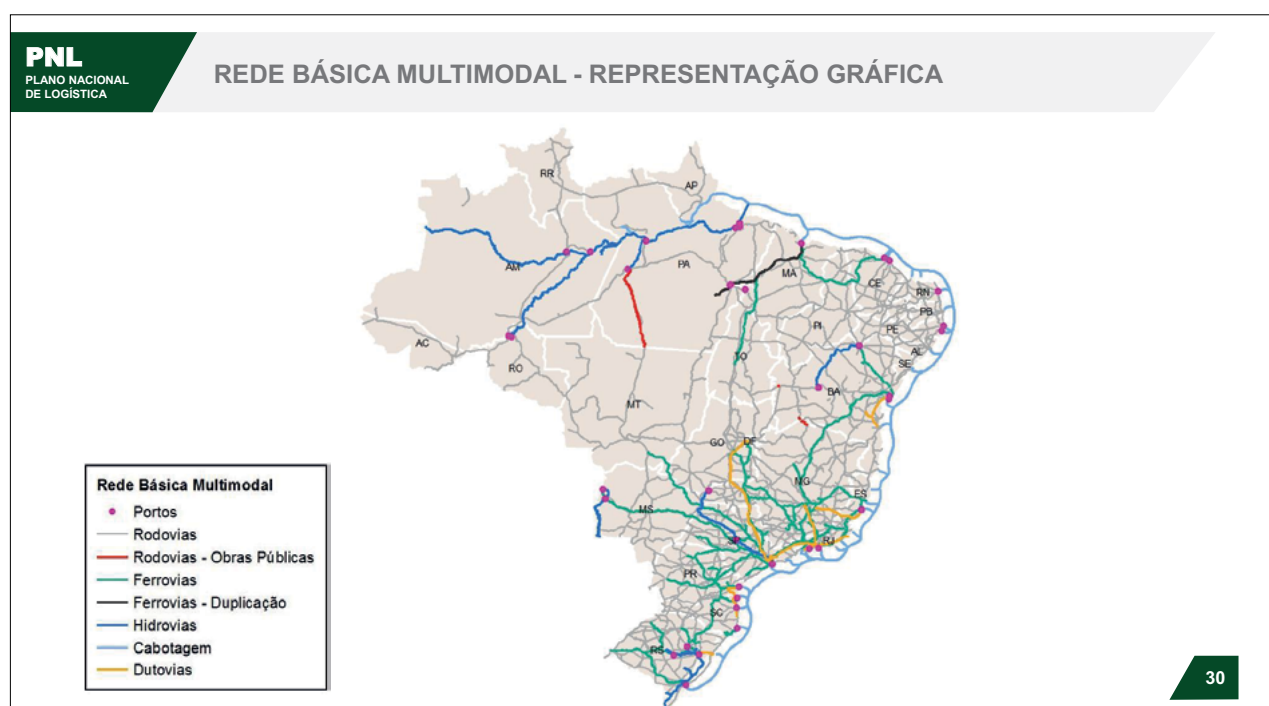 PNL
PLANO NACIONAL
DE LOGÍSTICA
REDE BÁSICA MULTIMODAL - REPRESENTAÇÃO GRÁFICA
RR
AP
AM
PA
MA
CE
RN
PB
PI
PE
AL
SE
AC
RO
TO
BA
MT
GO
DF
MG
ES
MS
SP
RJ
PR
SC
RS
Rede Básica Multimodal
Portos
Rodovias
Rodovias - Obras Públicas
Ferrovias
Ferrovias - Duplicação
Hidrovias
Cabotagem
Dutovias
30